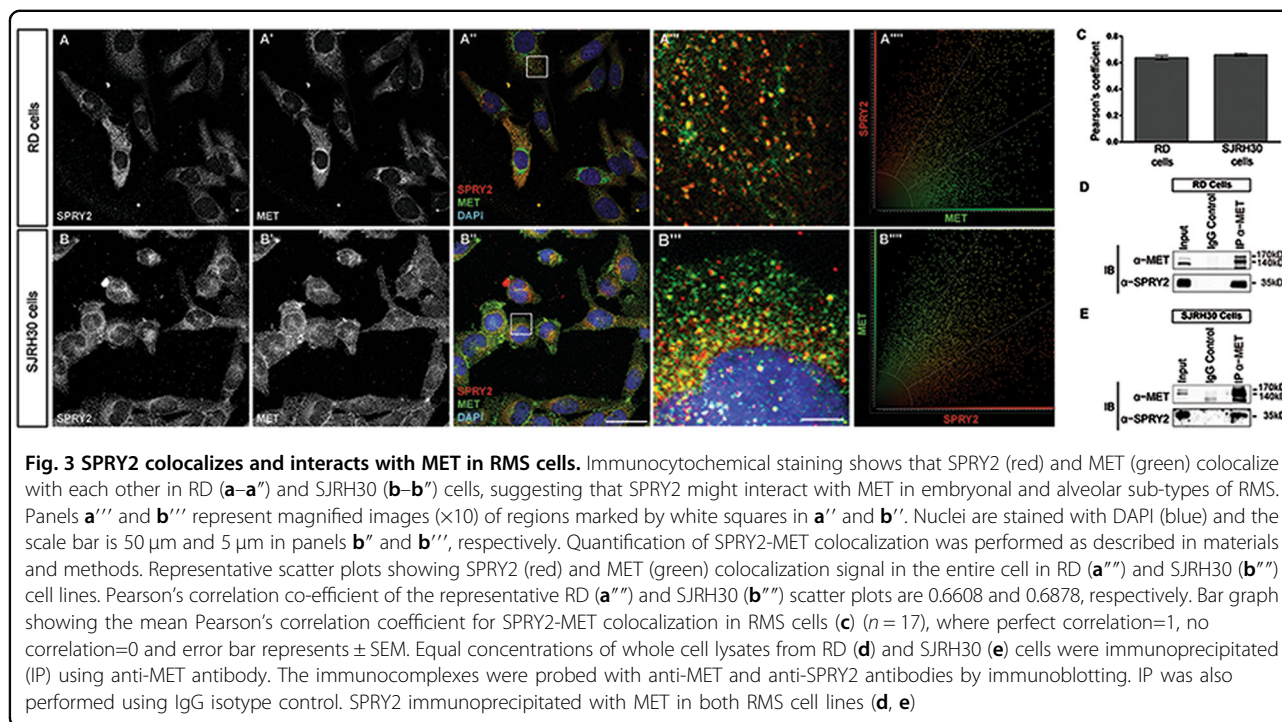 RD cells
A
SPRY2
A'
MET
A''
SPRY2
MET
DAPI
A'''
A''''
SPRY2
MET
SJRH30 cells
B
SPRY2
B'
MET
B''
SPRY2
MET
DAPI
B'''
B''''
MET
SPRY2
C
Pearson's coefficient
0.8
0.6
0.4
0.2
0.0
RD cells
SJRH30 cells
D
RD Cells
Input
IgG Control
IP α-MET
IB
α-MET
170kD
140kD
α-SPRY2
35kD
E
SJRH30 Cells
Input
IgG Control
IP α-MET
IB
α-MET
170kD
140kD
α-SPRY2
35kD
Fig. 3 SPRY2 colocalizes and interacts with MET in RMS cells. Immunocytochemical staining shows that SPRY2 (red) and MET (green) colocalize
with each other in RD (a–a″) and SJRH30 (b–b″) cells, suggesting that SPRY2 might interact with MET in embryonal and alveolar sub-types of RMS.
Panels a′′′ and b′′′ represent magnified images (×10) of regions marked by white squares in a′′ and b′′. Nuclei are stained with DAPI (blue) and the
scale bar is 50 μm and 5 μm in panels b″ and b′′′, respectively. Quantification of SPRY2-MET colocalization was performed as described in materials
and methods. Representative scatter plots showing SPRY2 (red) and MET (green) colocalization signal in the entire cell in RD (a″″) and SJRH30 (b″″)
cell lines. Pearson's correlation co-efficient of the representative RD (a″″) and SJRH30 (b″″) scatter plots are 0.6608 and 0.6878, respectively. Bar graph
showing the mean Pearson's correlation coefficient for SPRY2-MET colocalization in RMS cells (c) (n = 17), where perfect correlation=1, no
correlation=0 and error bar represents ± SEM. Equal concentrations of whole cell lysates from RD (d) and SJRH30 (e) cells were immunoprecipitated
(IP) using anti-MET antibody. The immunocomplexes were probed with anti-MET and anti-SPRY2 antibodies by immunoblotting. IP was also
performed using IgG isotype control. SPRY2 immunoprecipitated with MET in both RMS cell lines (d, e)